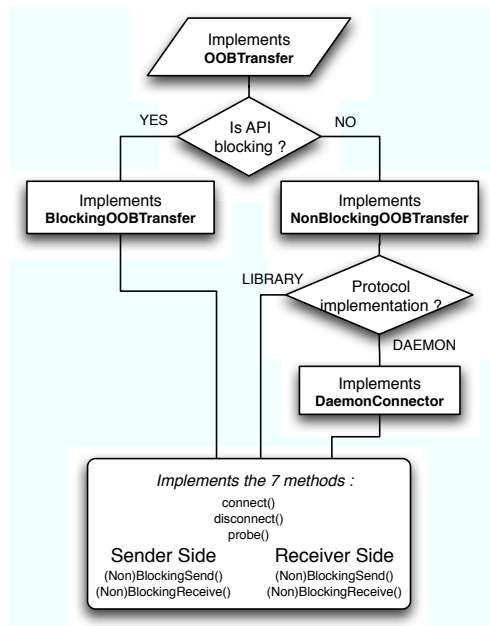 Implements
OOBTransfer
Is API
blocking ?
YES
NO
Implements
BlockingOOBTransfer
Implements
NonBlockingOOBTransfer
LIBRARY
Protocol
implementation ?
DAEMON
Implements
DaemonConnector
Implements the 7 methods :
connect()
disconnect()
probe()
Sender Side
(Non)BlockingSend()
(Non)BlockingReceive()
Receiver Side
(Non)BlockingSend()
(Non)BlockingReceive()